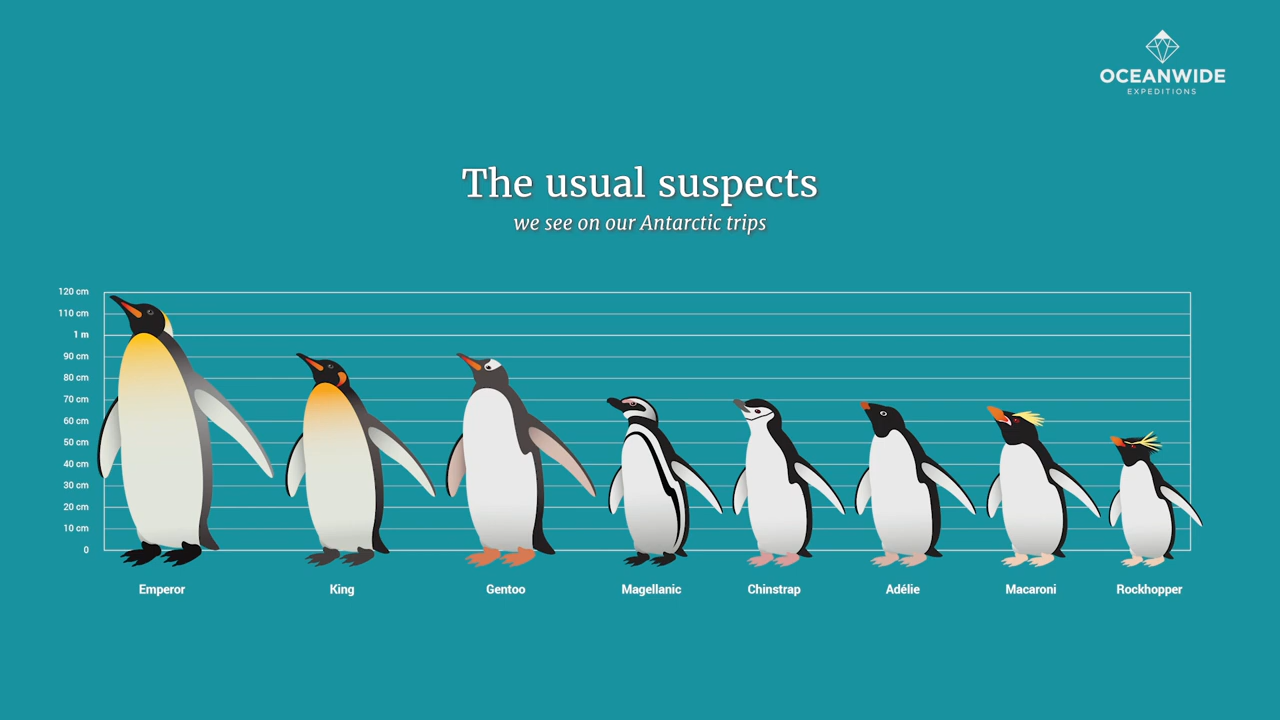 OCEANWIDE
EXPEDITIONS
The usual suspects
we see on our Antarctic trips
120 cm
110 cm
1 m
90 cm
80 cm
70 cm
60 cm
50 cm
40 cm
30 cm
20 cm
10 cm
0
Emperor King Gentoo Magellanic Chinstrap Adélie Macaroni Rockhopper